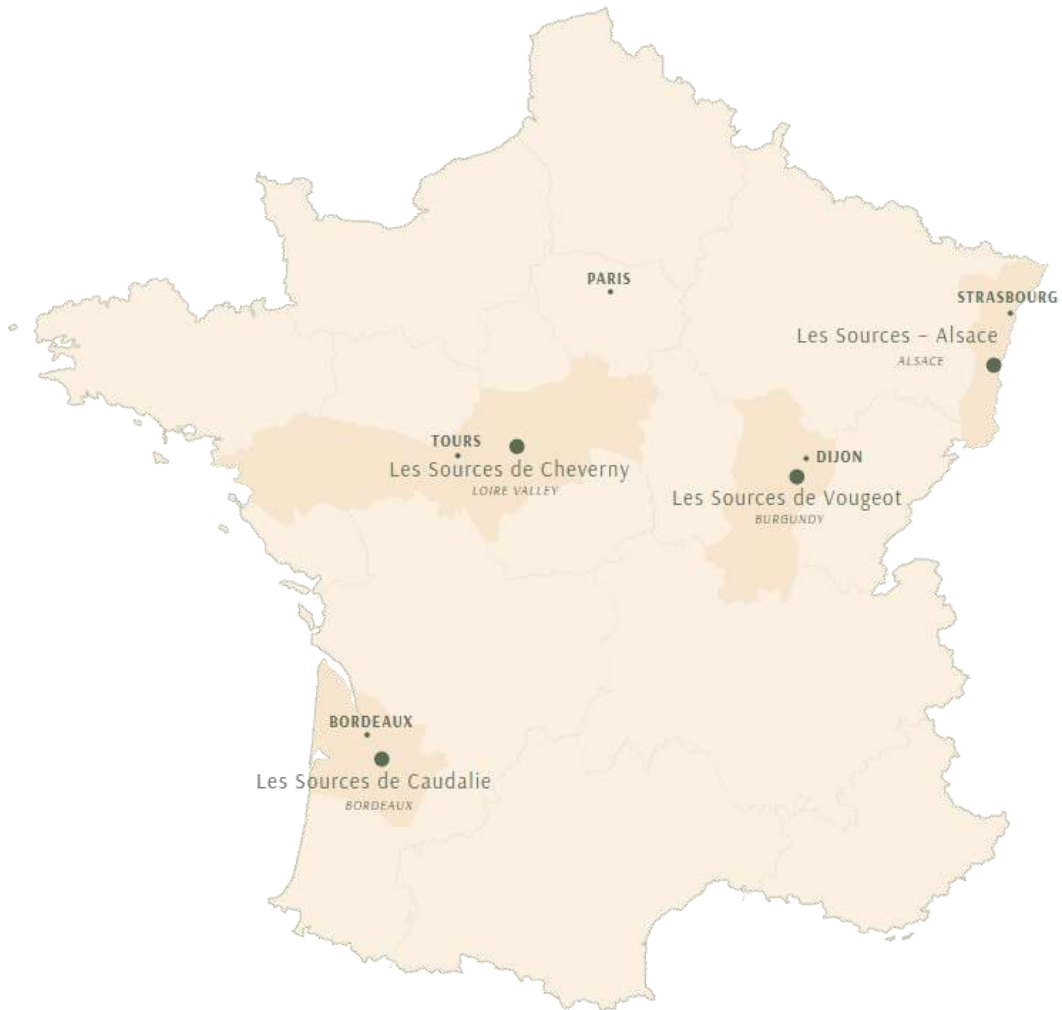 PARIS
STRASBOURG
Les Sources – Alsace
ALSACE
TOURS
Les Sources de Cheverny
LOIRE VALLEY
DIJON
Les Sources de Vougeot
BURGUNDY
BORDEAUX
Les Sources de Caudalie
BORDEAUX